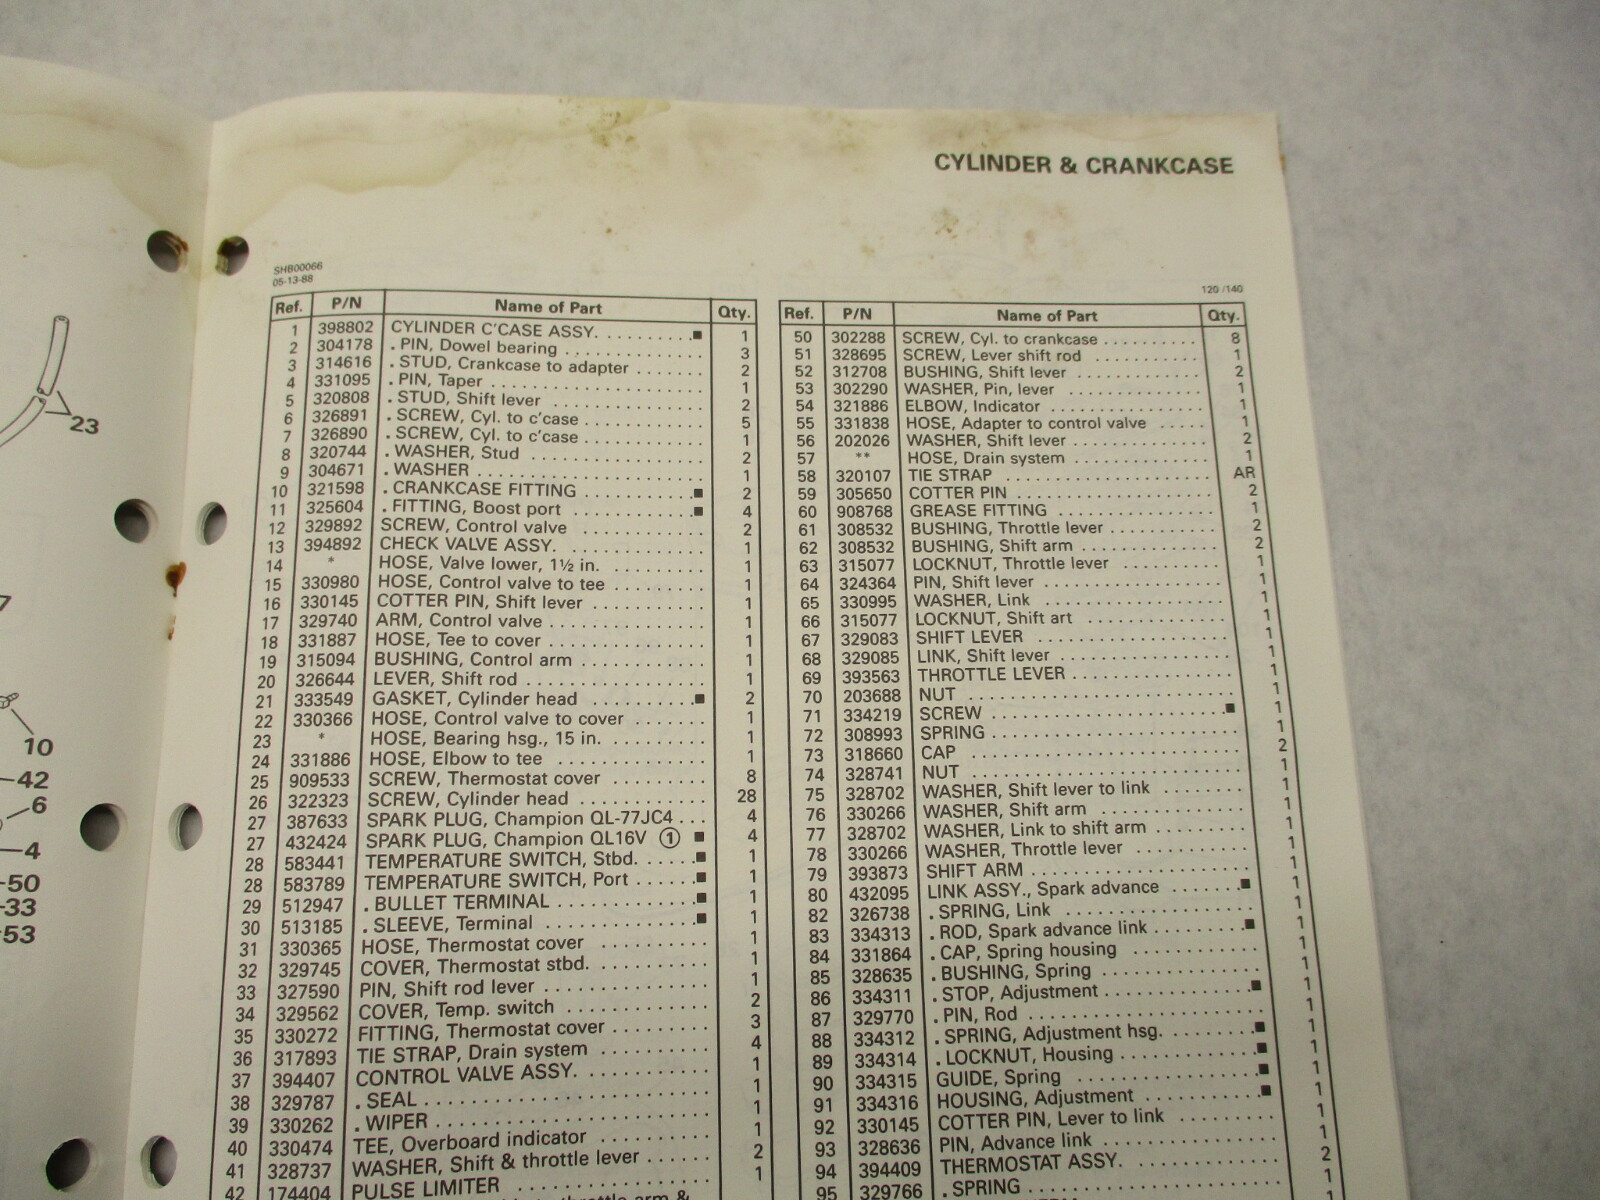 CYLINDER & CRANKCASE
SHB00066
05-13-88
120 /140
Ref. P/N Name of Part Qty.
1 398802 CYLINDER C'CASE ASSY. ■ 1
2 304178 . PIN, Dowel bearing 3
3 314616 . STUD, Crankcase to adapter 2
4 331095 . PIN, Taper 1
5 320808 . STUD, Shift lever 2
6 326891 . SCREW, Cyl. to c'case 5
7 326890 . SCREW, Cyl. to c'case 1
8 320744 . WASHER, Stud 2
9 304671 . WASHER 1
10 321598 . CRANKCASE FITTING ■ 2
11 325604 . FITTING, Boost port ■ 4
12 329892 SCREW, Control valve 2
13 394892 CHECK VALVE ASSY. 1
14 * HOSE, Valve lower, 1½ in. 1
15 330980 HOSE, Control valve to tee 1
16 330145 COTTER PIN, Shift lever 1
17 329740 ARM, Control valve 1
18 331887 HOSE, Tee to cover 1
19 315094 BUSHING, Control arm 1
20 326644 LEVER, Shift rod 1
21 333549 GASKET, Cylinder head ■ 2
22 330366 HOSE, Control valve to cover 1
23 * HOSE, Bearing hsg., 15 in. 1
24 331886 HOSE, Elbow to tee 1
25 909533 SCREW, Thermostat cover 8
26 322323 SCREW, Cylinder head 28
27 387633 SPARK PLUG, Champion QL-77JC4 4
27 432424 SPARK PLUG, Champion QL16V ① ■ 4
28 583441 TEMPERATURE SWITCH, Stbd. ■ 1
28 583789 TEMPERATURE SWITCH, Port ■ 1
29 512947 . BULLET TERMINAL ■ 1
30 513185 . SLEEVE, Terminal ■ 1
31 330365 HOSE, Thermostat cover 1
32 329745 COVER, Thermostat stbd. 1
33 327590 PIN, Shift rod lever 1
34 329562 COVER, Temp. switch 2
35 330272 FITTING, Thermostat cover 3
36 317893 TIE STRAP, Drain system 4
37 394407 CONTROL VALVE ASSY. 1
38 329787 . SEAL 1
39 330262 . WIPER 1
40 330474 TEE, Overboard indicator 1
41 328737 WASHER, Shift & throttle lever 2
42 174404 PULSE LIMITER 1
Ref. P/N Name of Part Qty.
50 302288 SCREW, Cyl. to crankcase 8
51 328695 SCREW, Lever shift rod 1
52 312708 BUSHING, Shift lever 2
53 302290 WASHER, Pin, lever 1
54 321886 ELBOW, Indicator 1
55 331838 HOSE, Adapter to control valve 1
56 202026 WASHER, Shift lever 2
57 ** HOSE, Drain system 1
58 320107 TIE STRAP AR
59 305650 COTTER PIN 2
60 908768 GREASE FITTING 1
61 308532 BUSHING, Throttle lever 2
62 308532 BUSHING, Shift arm 2
63 315077 LOCKNUT, Throttle lever 1
64 324364 PIN, Shift lever 1
65 330995 WASHER, Link 1
66 315077 LOCKNUT, Shift art 1
67 329083 SHIFT LEVER 1
68 329085 LINK, Shift lever 1
69 393563 THROTTLE LEVER 1
70 203688 NUT 1
71 334219 SCREW ■ 1
72 308993 SPRING 1
73 318660 CAP 2
74 328741 NUT 1
75 328702 WASHER, Shift lever to link 1
76 330266 WASHER, Shift arm 1
77 328702 WASHER, Link to shift arm 1
78 330266 WASHER, Throttle lever 1
79 393873 SHIFT ARM 1
80 432095 LINK ASSY., Spark advance ■ 1
82 326738 . SPRING, Link 1
83 334313 . ROD, Spark advance link ■ 1
84 331864 . CAP, Spring housing 1
85 328635 . BUSHING, Spring 1
86 334311 . STOP, Adjustment ■ 1
87 329770 . PIN, Rod 1
88 334312 . SPRING, Adjustment hsg. ■ 1
89 334314 . LOCKNUT, Housing ■ 1
90 334315 GUIDE, Spring ■ 1
91 334316 HOUSING, Adjustment ■ 1
92 330145 COTTER PIN, Lever to link 1
93 328636 PIN, Advance link 1
94 394409 THERMOSTAT ASSY. 2
95 329766 . SPRING 1
23
7
10
42
6
4
50
33
53